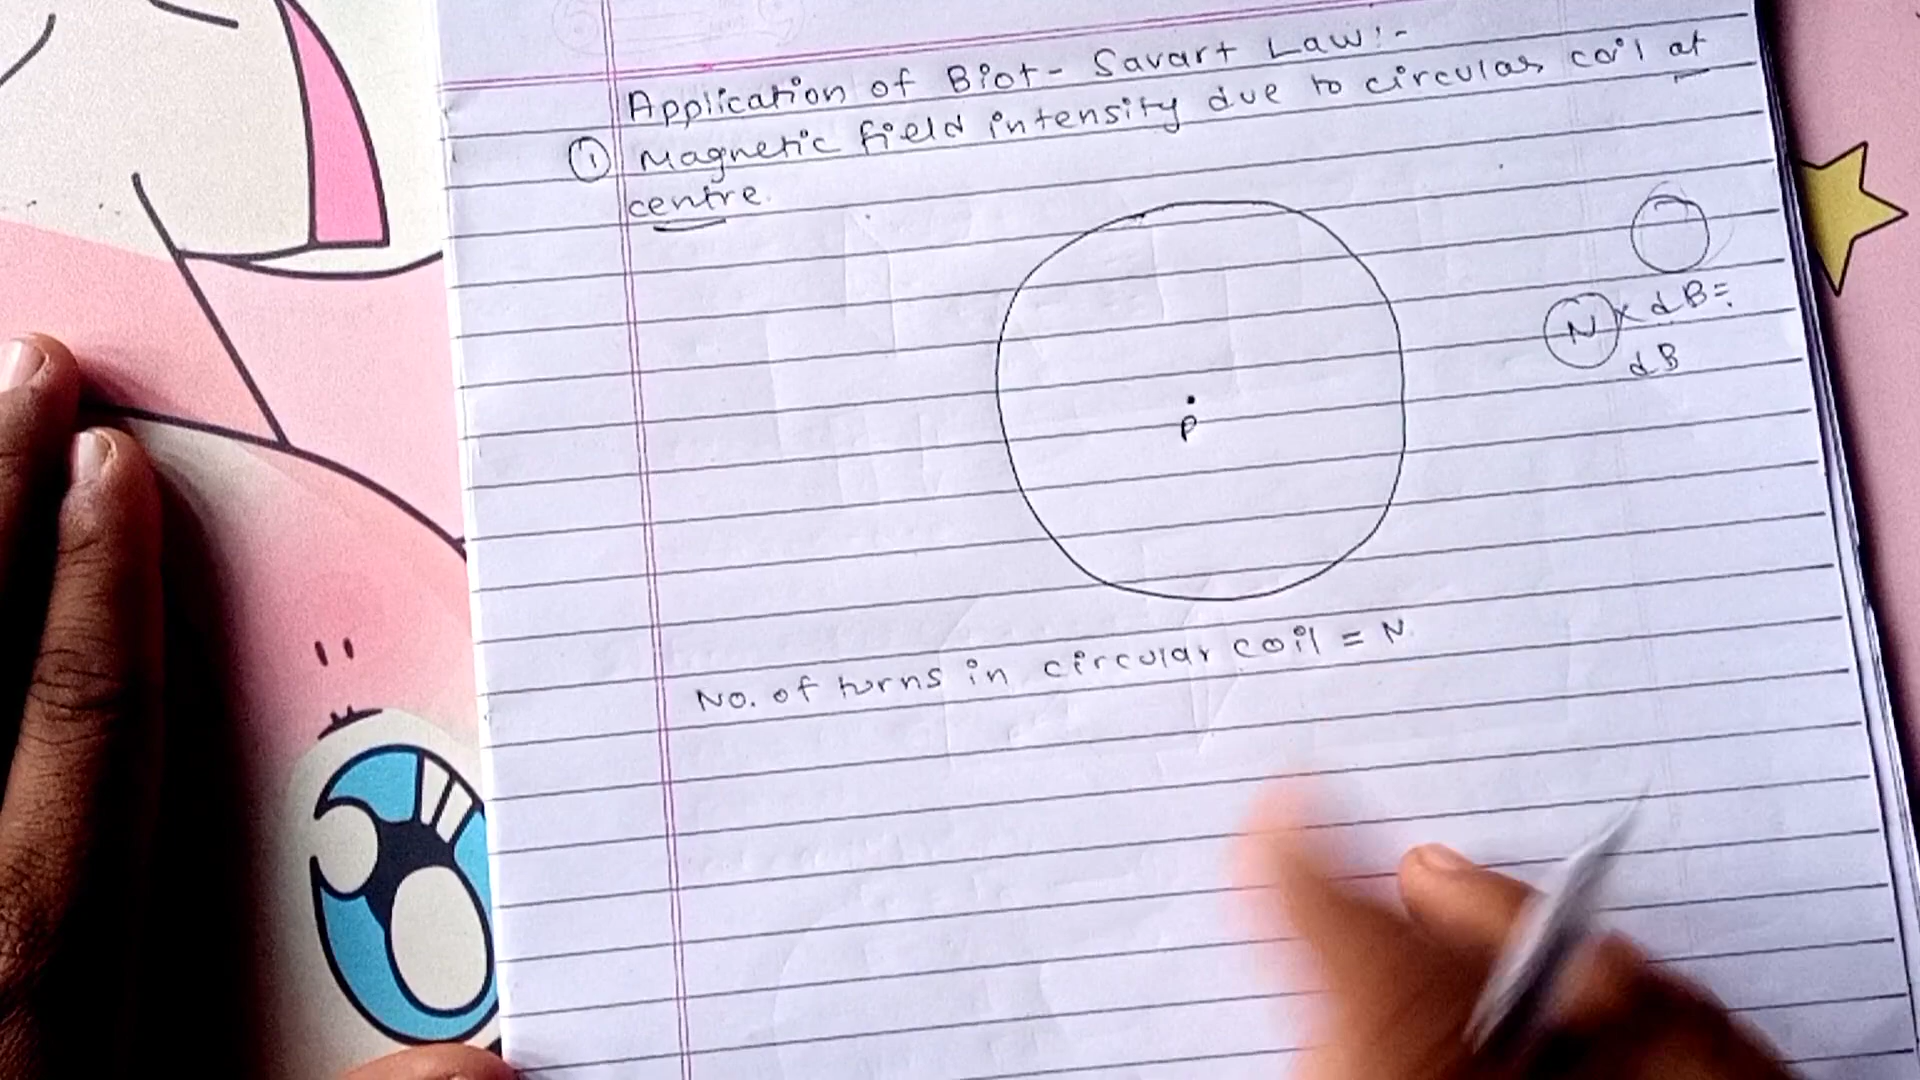 Application of Biot-Savart Law:-
① Magnetic field intensity due to circular coil at
centre.
N x dB=
dB
P
No. of turns in circular coil = N